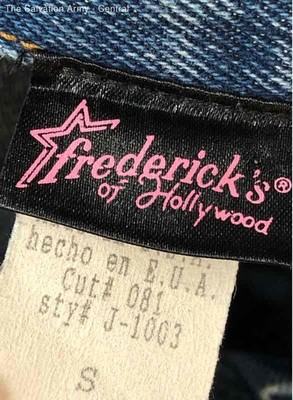 The Salvation Army - Central
frederick's®
of Hollywood
hecho en E.U.A.
Cut# 081
sty# J-1003
S